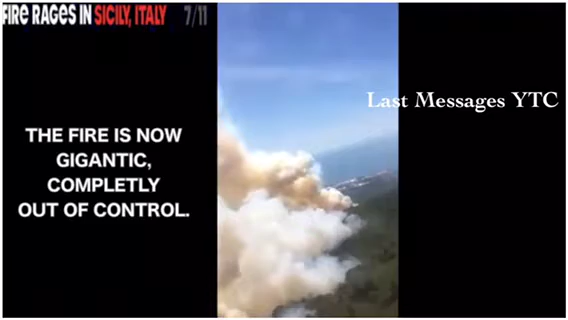 FIRE RAGES IN SICILY, ITALY 7/11
Last Messages YTC
THE FIRE IS NOW
GIGANTIC,
COMPLETLY
OUT OF CONTROL.